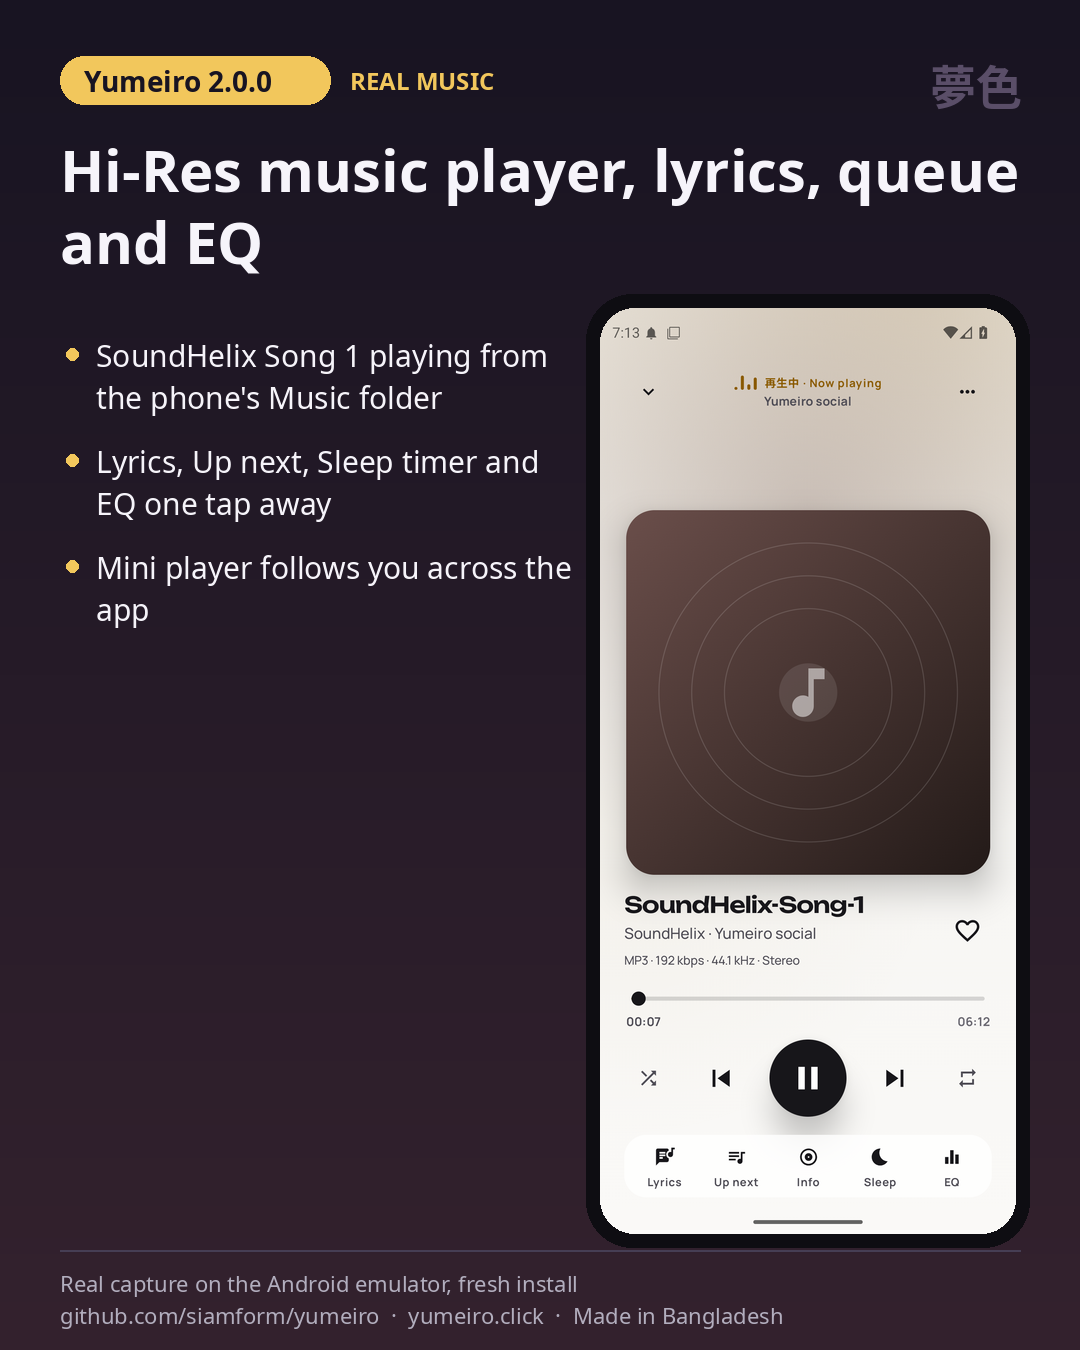 Yumeiro 2.0.0
REAL MUSIC
夢色
Hi-Res music player, lyrics, queue
and EQ
SoundHelix Song 1 playing from
the phone's Music folder
Lyrics, Up next, Sleep timer and
EQ one tap away
Mini player follows you across the
app
7:13
再生中 · Now playing
Yumeiro social
SoundHelix-Song-1
SoundHelix · Yumeiro social
MP3 · 192 kbps · 44.1 kHz · Stereo
00:07
06:12
Lyrics
Up next
Info
Sleep
EQ
Real capture on the Android emulator, fresh install
github.com/siamform/yumeiro · yumeiro.click · Made in Bangladesh